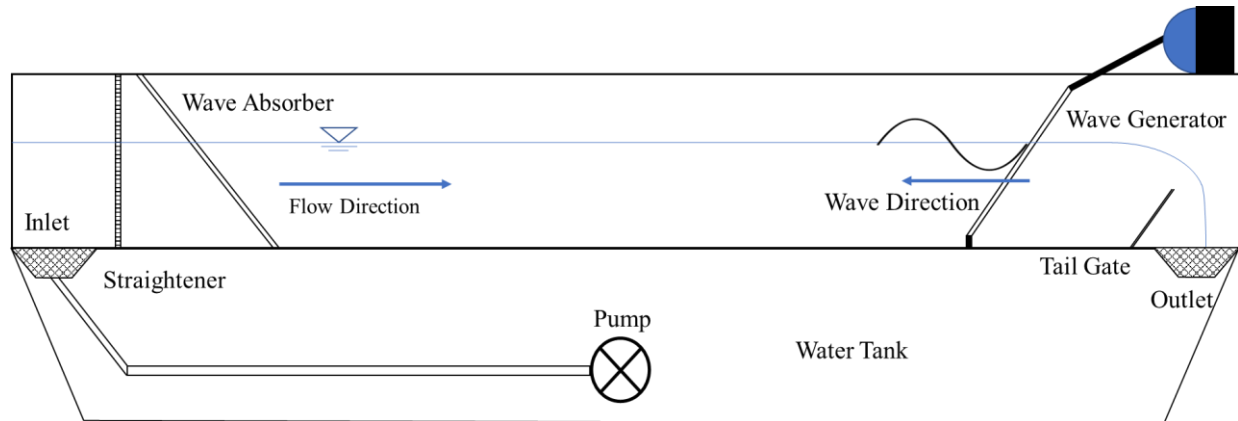 Wave Absorber
Wave Generator
Flow Direction
Wave Direction
Inlet
Straightener
Tail Gate
Outlet
Pump
Water Tank